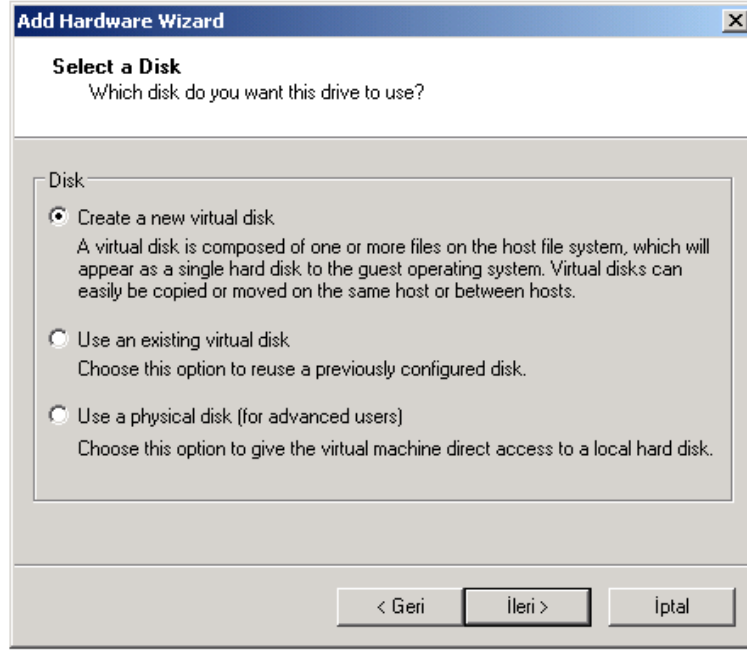 Add Hardware Wizard
Select a Disk
Which disk do you want this drive to use?
Disk
Create a new virtual disk
A virtual disk is composed of one or more files on the host file system, which will
appear as a single hard disk to the guest operating system. Virtual disks can
easily be copied or moved on the same host or between hosts.
Use an existing virtual disk
Choose this option to reuse a previously configured disk.
Use a physical disk (for advanced users)
Choose this option to give the virtual machine direct access to a local hard disk.
< Geri İleri > İptal